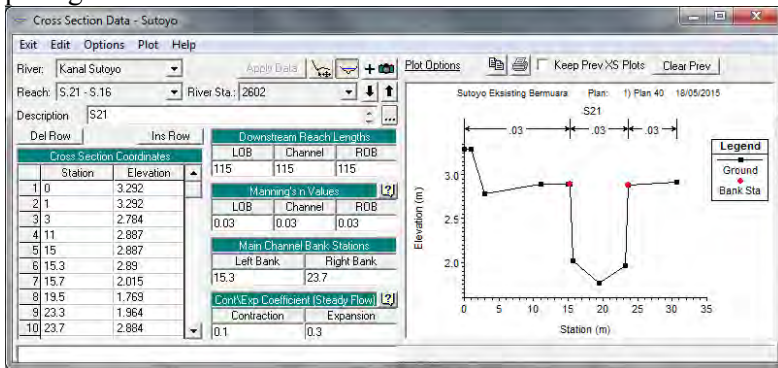 Cross Section Data - Sutoyo
Exit Edit Options Plot Help
River: Kanal Sutoyo Apply Data
Reach: S.21 - S.16 River Sta.: 2602
Description S21 ...
Del Row Ins Row
Cross Section Coordinates
Station Elevation
1 0 3.292
2 1 3.292
3 3 2.784
4 11 2.887
5 15 2.887
6 15.3 2.89
7 15.7 2.015
8 19.5 1.769
9 23.3 1.964
10 23.7 2.884
Downstream Reach Lengths
LOB Channel ROB
115 115 115
Manning's n Values
LOB Channel ROB
0.03 0.03 0.03
Main Channel Bank Stations
Left Bank Right Bank
15.3 23.7
Cont\Exp Coefficient (Steady Flow)
Contraction Expansion
0.1 0.3
Plot Options Keep Prev XS Plots Clear Prev
Sutoyo Eksisting Bermuara Plan: 1) Plan 40 18/05/2015
S21
.03 .03 .03
Legend
Ground
Bank Sta
Elevation (m)
3.0
2.5
2.0
0 5 10 15 20 25 30 35
Station (m)